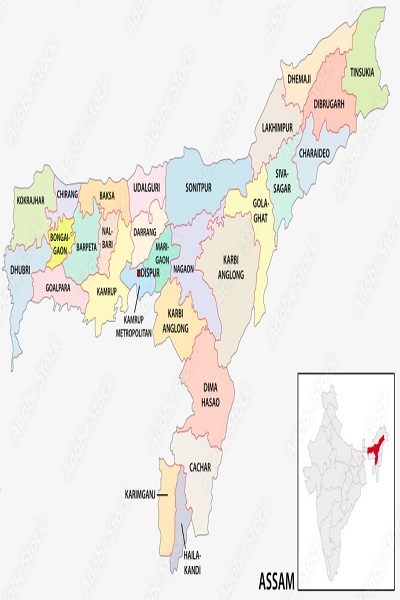 TINSUKIA
DHEMAJI
DIBRUGARH
LAKHIMPUR
CHARAIDEO
SIVA-
SAGAR
UDALGURI
SONITPUR
CHIRANG
BAKSA
KOKRAJHAR
GOLA-
GHAT
NAL-
BARI
DARRANG
BONGAI-
GAON
BARPETA
MARI-
GAON
DHUBRI
DISPUR
NAGAON
KARBI
ANGLONG
GOALPARA
KAMRUP
KAMRUP
METROPOLITAN
KARBI
ANGLONG
DIMA
HASAO
CACHAR
KARIMGANJ
HAILA-
KANDI
ASSAM
Adobe Stock